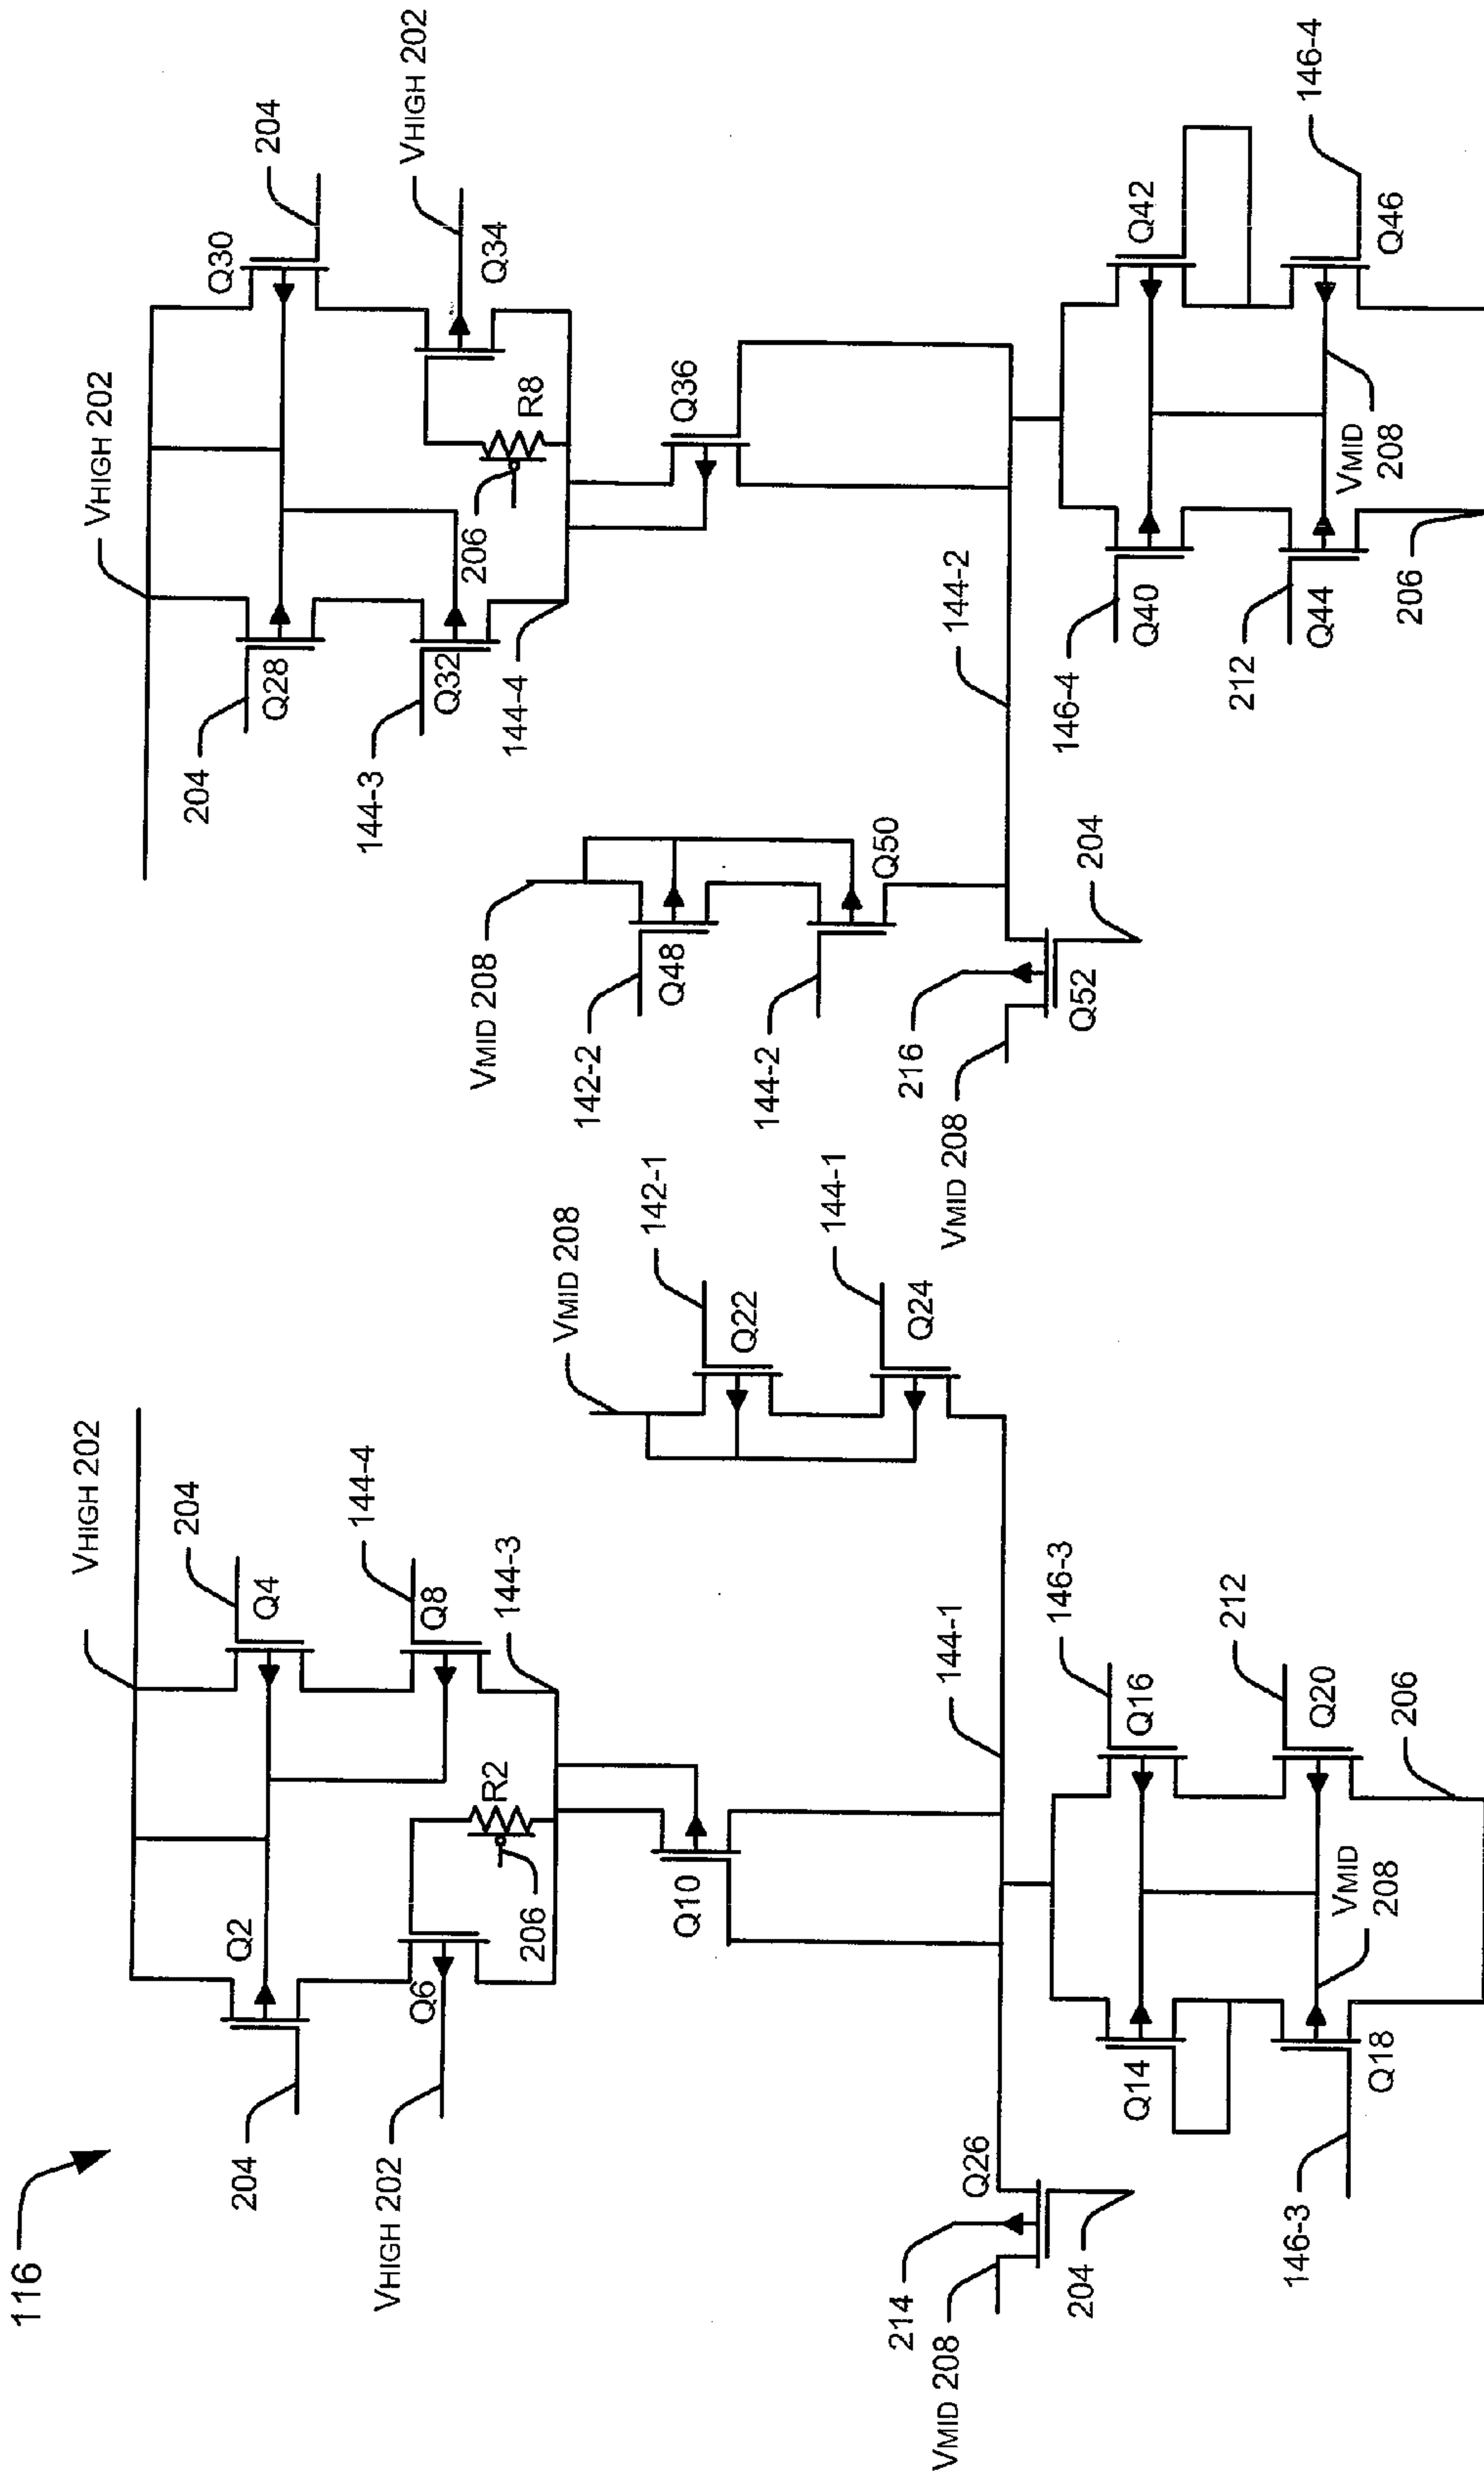 116
VHIGH 202
204
Q2
Q4
204
144-4
Q8
Q6
R2
206
144-3
204
VHIGH 202
Q10
VMID 208
142-1
Q22
144-1
Q24
144-1
Q26
214
VMID 208
204
146-3
Q16
Q14
212
Q20
VMID
208
Q18
146-3
206
VHIGH 202
204
Q30
VHIGH 202
Q34
Q28
204
Q32
144-3
R8
206
144-4
Q36
VMID 208
142-2
Q48
144-2
Q50
144-2
204
Q52
216
VMID 208
Q42
146-4
Q46
146-4
Q40
212
Q44
VMID
208
206